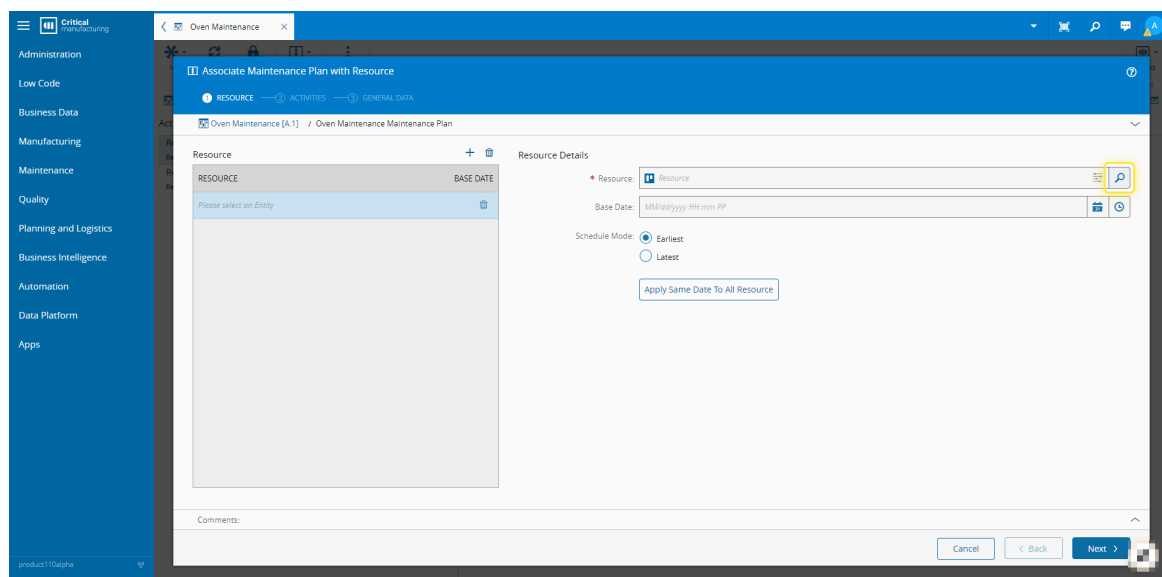 Critical
manufacturing
Oven Maintenance
A
Administration
Low Code
Business Data
Manufacturing
Maintenance
Quality
Planning and Logistics
Business Intelligence
Automation
Data Platform
Apps
product110alpha
Associate Maintenance Plan with Resource
1 RESOURCE 2 ACTIVITIES 3 GENERAL DATA
Oven Maintenance [A.1] / Oven Maintenance Maintenance Plan
Resource
RESOURCE BASE DATE
Please select an Entity
Resource Details
* Resource: Resource
Base Date: MM/dd/yyyy HH:mm PP
Schedule Mode: Earliest
Latest
Apply Same Date To All Resource
Comments:
Cancel < Back Next >